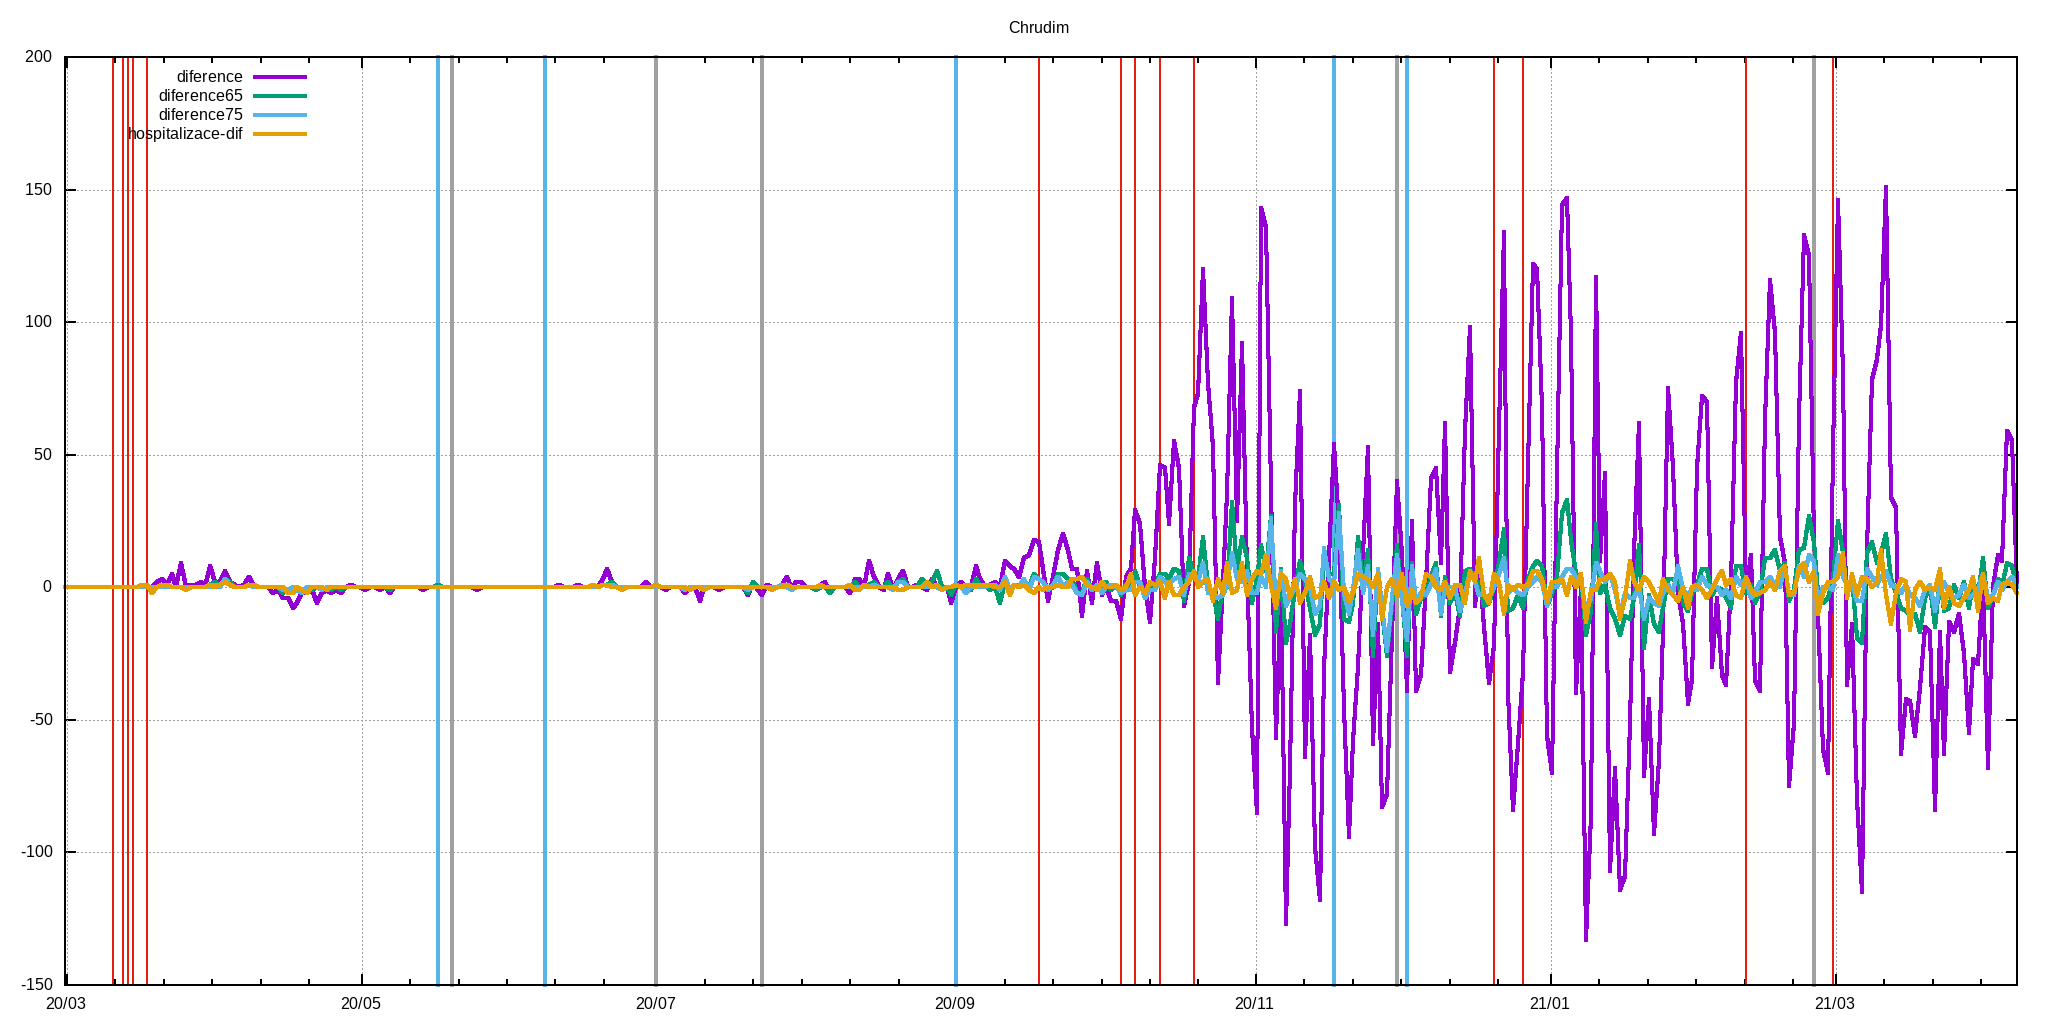 Chrudim
200
150
100
50
0
-50
-100
-150
diference
diference65
diference75
hospitalizace-dif
20/03 20/05 20/07 20/09 20/11 21/01 21/03